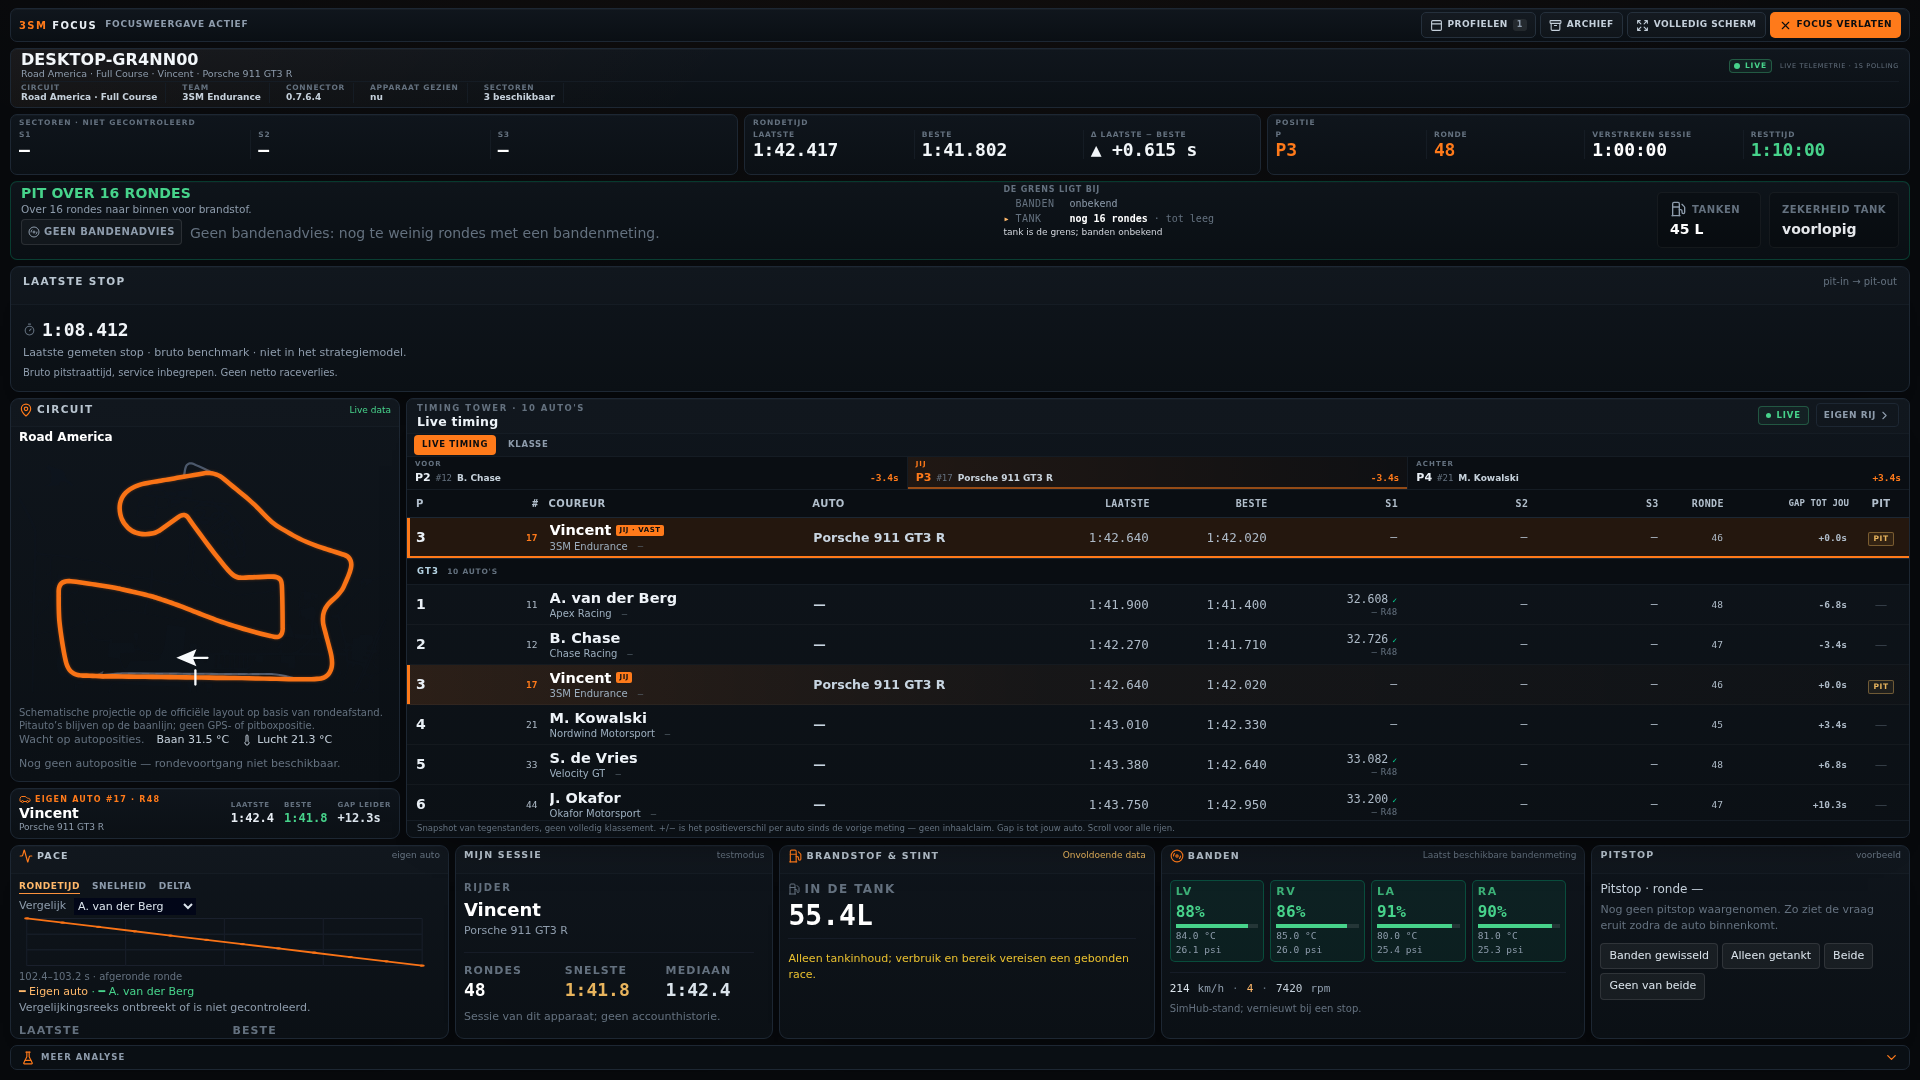 3SM FOCUS FOCUSWEERGAVE ACTIEF PROFIELEN 1 ARCHIEF VOLLEDIG SCHERM FOCUS VERLATEN
DESKTOP-GR4NN00
Road America · Full Course · Vincent · Porsche 911 GT3 R
LIVE LIVE TELEMETRIE · 1S POLLING
CIRCUIT TEAM CONNECTOR APPARAAT GEZIEN SECTOREN
Road America · Full Course 3SM Endurance 0.7.6.4 nu 3 beschikbaar
SECTOREN · NIET GECONTROLEERD
S1 S2 S3
— — —
RONDETIJD
LAATSTE BESTE Δ LAATSTE − BESTE
1:42.417 1:41.802 ▲ +0.615 s
POSITIE
P RONDE VERSTREKEN SESSIE RESTTIJD
P3 48 1:00:00 1:10:00
PIT OVER 16 RONDES
Over 16 rondes naar binnen voor brandstof.
GEEN BANDENADVIES Geen bandenadvies: nog te weinig rondes met een bandenmeting.
DE GRENS LIGT BIJ
BANDEN onbekend
▸ TANK nog 16 rondes · tot leeg
tank is de grens; banden onbekend
TANKEN
45 L
ZEKERHEID TANK
voorlopig
LAATSTE STOP pit-in → pit-out
1:08.412
Laatste gemeten stop · bruto benchmark · niet in het strategiemodel.
Bruto pitstraattijd, service inbegrepen. Geen netto raceverlies.
CIRCUIT Live data
Road America
Schematische projectie op de officiële layout op basis van rondeafstand.
Pitauto's blijven op de baanlijn; geen GPS- of pitboxpositie.
Wacht op autoposities. Baan 31.5 °C Lucht 21.3 °C
Nog geen autopositie — rondevoortgang niet beschikbaar.
EIGEN AUTO #17 · R48
Vincent
Porsche 911 GT3 R
LAATSTE BESTE GAP LEIDER
1:42.4 1:41.8 +12.3s
TIMING TOWER · 10 AUTO'S
Live timing
LIVE EIGEN RIJ
LIVE TIMING KLASSE
VOOR
P2 #12 B. Chase -3.4s
JIJ
P3 #17 Porsche 911 GT3 R -3.4s
ACHTER
P4 #21 M. Kowalski +3.4s
P # COUREUR AUTO LAATSTE BESTE S1 S2 S3 RONDE GAP TOT JOU PIT
3 17 Vincent JIJ · VAST Porsche 911 GT3 R 1:42.640 1:42.020 — — — 46 +0.0s PIT
3SM Endurance —
GT3 10 AUTO'S
1 11 A. van der Berg — 1:41.900 1:41.400 32.608 ✓ — — 48 -6.8s —
Apex Racing — — R48
2 12 B. Chase — 1:42.270 1:41.710 32.726 ✓ — — 47 -3.4s —
Chase Racing — — R48
3 17 Vincent JIJ Porsche 911 GT3 R 1:42.640 1:42.020 — — — 46 +0.0s PIT
3SM Endurance —
4 21 M. Kowalski — 1:43.010 1:42.330 — — — 45 +3.4s —
Nordwind Motorsport —
5 33 S. de Vries — 1:43.380 1:42.640 33.082 ✓ — — 48 +6.8s —
Velocity GT — — R48
6 44 J. Okafor — 1:43.750 1:42.950 33.200 ✓ — — 47 +10.3s —
Okafor Motorsport — — R48
Snapshot van tegenstanders, geen volledig klassement. +/− is het positieverschil per auto sinds de vorige meting — geen inhaalclaim. Gap is tot jouw auto. Scroll voor alle rijen.
PACE eigen auto
RONDETIJD SNELHEID DELTA
Vergelijk A. van der Berg
102.4–103.2 s · afgeronde ronde
Eigen auto · A. van der Berg
Vergelijkingsreeks ontbreekt of is niet gecontroleerd.
LAATSTE BESTE
MIJN SESSIE testmodus
RIJDER
Vincent
Porsche 911 GT3 R
RONDES SNELSTE MEDIAAN
48 1:41.8 1:42.4
Sessie van dit apparaat; geen accounthistorie.
BRANDSTOF & STINT Onvoldoende data
IN DE TANK
55.4L
Alleen tankinhoud; verbruik en bereik vereisen een gebonden
race.
BANDEN Laatst beschikbare bandenmeting
LV RV LA RA
88% 86% 91% 90%
84.0 °C 85.0 °C 80.0 °C 81.0 °C
26.1 psi 26.0 psi 25.4 psi 25.3 psi
214 km/h · 4 · 7420 rpm
SimHub-stand; vernieuwt bij een stop.
PITSTOP voorbeeld
Pitstop · ronde —
Nog geen pitstop waargenomen. Zo ziet de vraag
eruit zodra de auto binnenkomt.
Banden gewisseld Alleen getankt Beide
Geen van beide
MEER ANALYSE